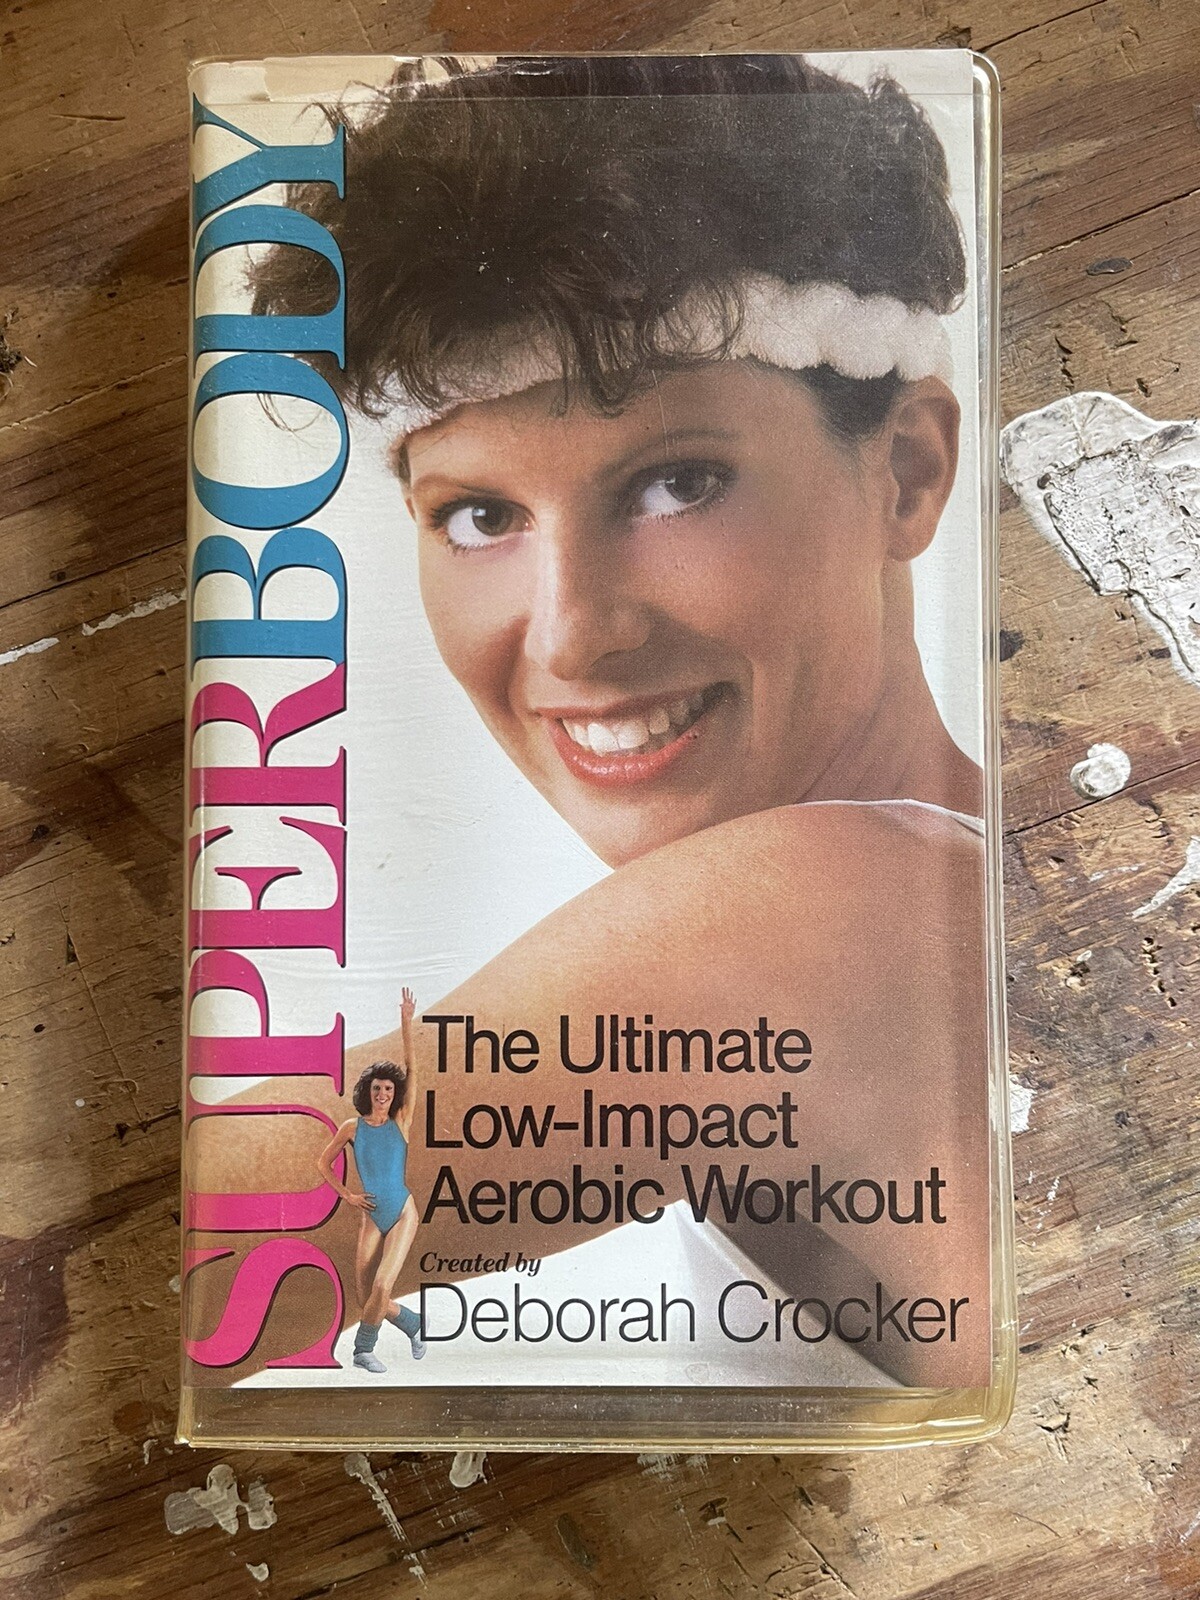 SUPERBODY
The Ultimate
Low-Impact
Aerobic Workout
Created by
Deborah Crocker